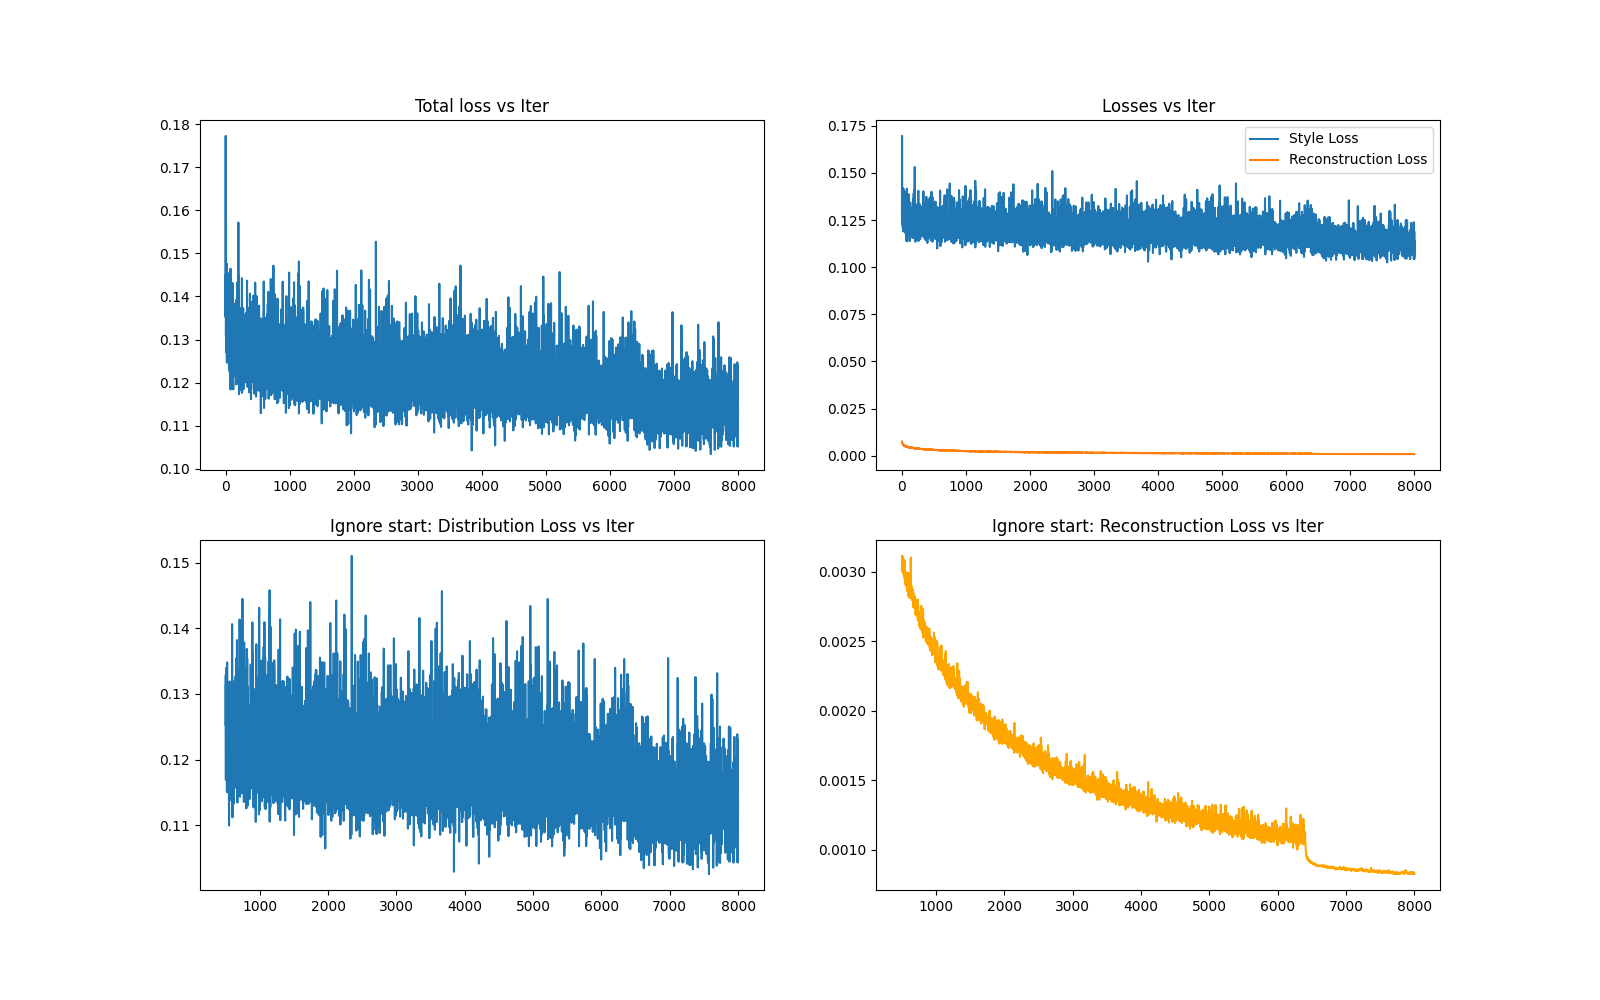 Total loss vs Iter
0.18
0.17
0.16
0.15
0.14
0.13
0.12
0.11
0.10
0 1000 2000 3000 4000 5000 6000 7000 8000
Losses vs Iter
0.175
0.150
0.125
0.100
0.075
0.050
0.025
0.000
Style Loss
Reconstruction Loss
0 1000 2000 3000 4000 5000 6000 7000 8000
Ignore start: Distribution Loss vs Iter
0.15
0.14
0.13
0.12
0.11
1000 2000 3000 4000 5000 6000 7000 8000
Ignore start: Reconstruction Loss vs Iter
0.0030
0.0025
0.0020
0.0015
0.0010
1000 2000 3000 4000 5000 6000 7000 8000